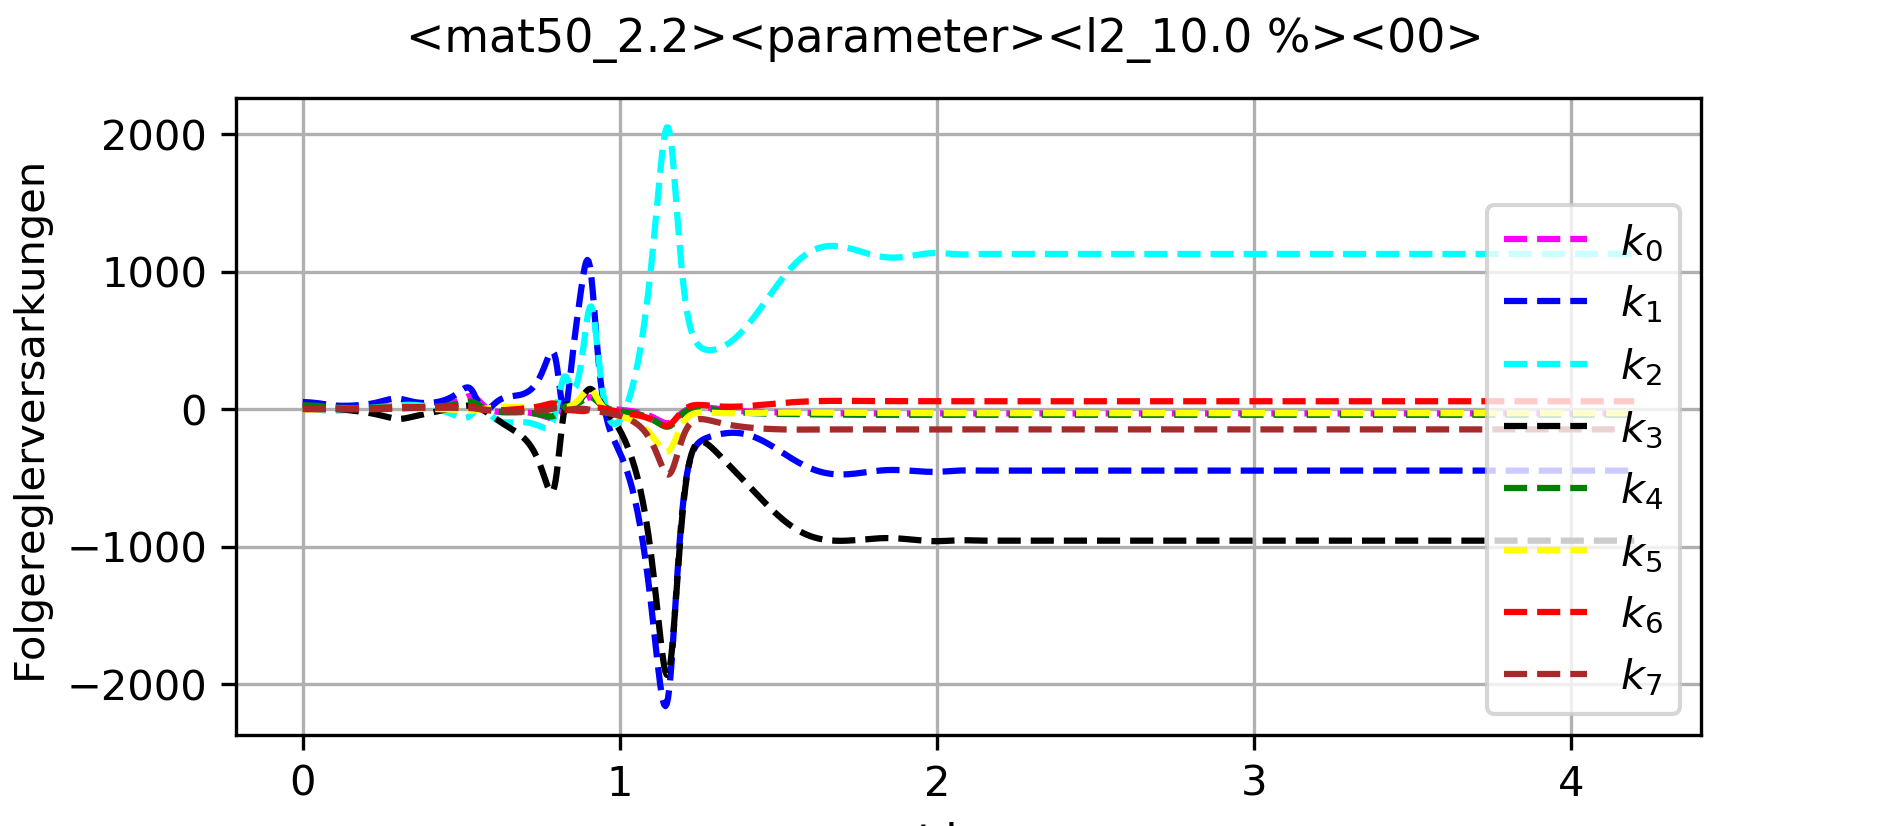 <mat50_2.2><parameter><l2_10.0 %><00>
Folgereglerversarkungen
2000
1000
0
−1000
−2000
0 1 2 3 4
k0
k1
k2
k3
k4
k5
k6
k7